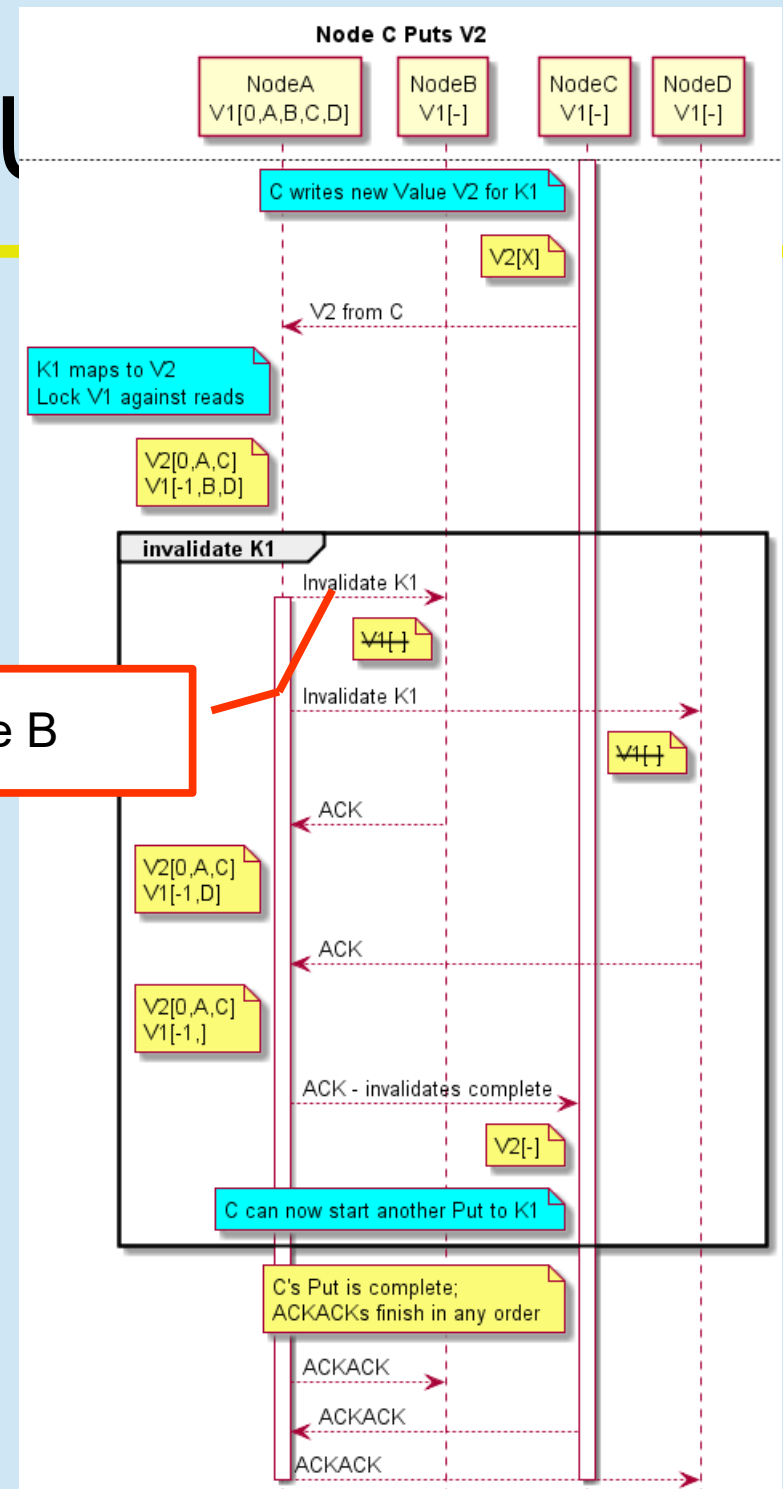 Node C Puts V2
NodeA
V1[0,A,B,C,D]
NodeB
V1[-]
NodeC
V1[-]
NodeD
V1[-]
C writes new Value V2 for K1
V2[X]
V2 from C
K1 maps to V2
Lock V1 against reads
V2[0,A,C]
V1[-1,B,D]
invalidate K1
Invalidate K1
V1[-]
e B
Invalidate K1
V1[-]
ACK
V2[0,A,C]
V1[-1,D]
ACK
V2[0,A,C]
V1[-1,]
ACK - invalidates complete
V2[-]
C can now start another Put to K1
C's Put is complete;
ACKACKs finish in any order
ACKACK
ACKACK
ACKACK